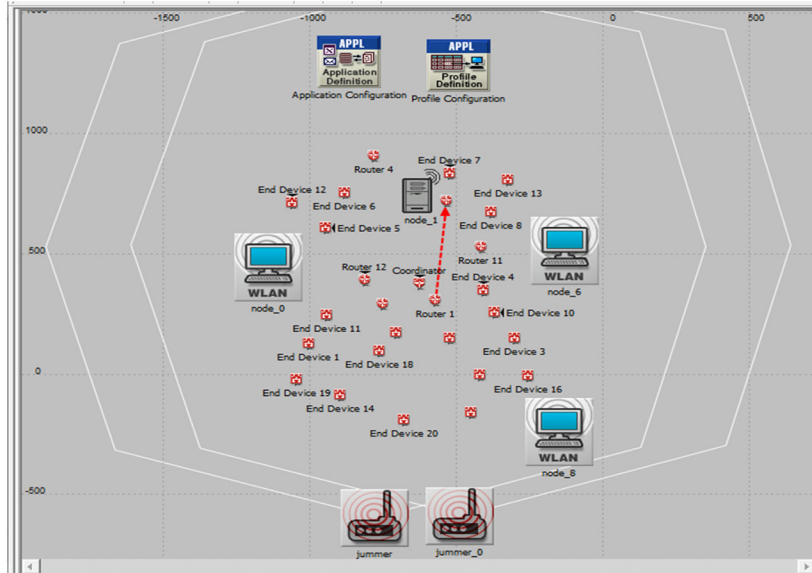 -1500
-1000
-500
0
500
APPL
Application
Definition
Application Configuration
APPL
Profile
Definition
Profile Configuration
1000
Router 4
End Device 7
End Device 12
End Device 6
End Device 13
node_1
End Device 8
End Device 5
500
WLAN
node_0
Router 12
Coordinator
Router 11
End Device 4
WLAN
node_6
Router 1
End Device 10
End Device 11
End Device 1
End Device 18
End Device 3
0
End Device 19
End Device 14
End Device 16
End Device 20
WLAN
node_8
-500
jummer
jummer_0